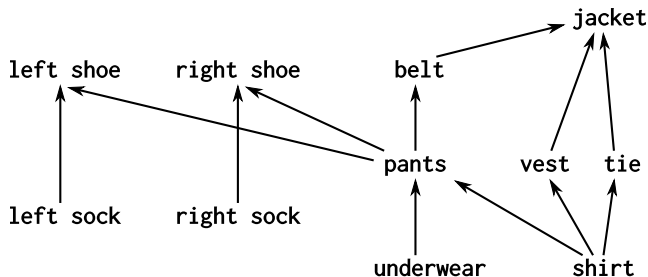 jacket
left shoe right shoe belt
pants vest tie
left sock right sock
underwear shirt